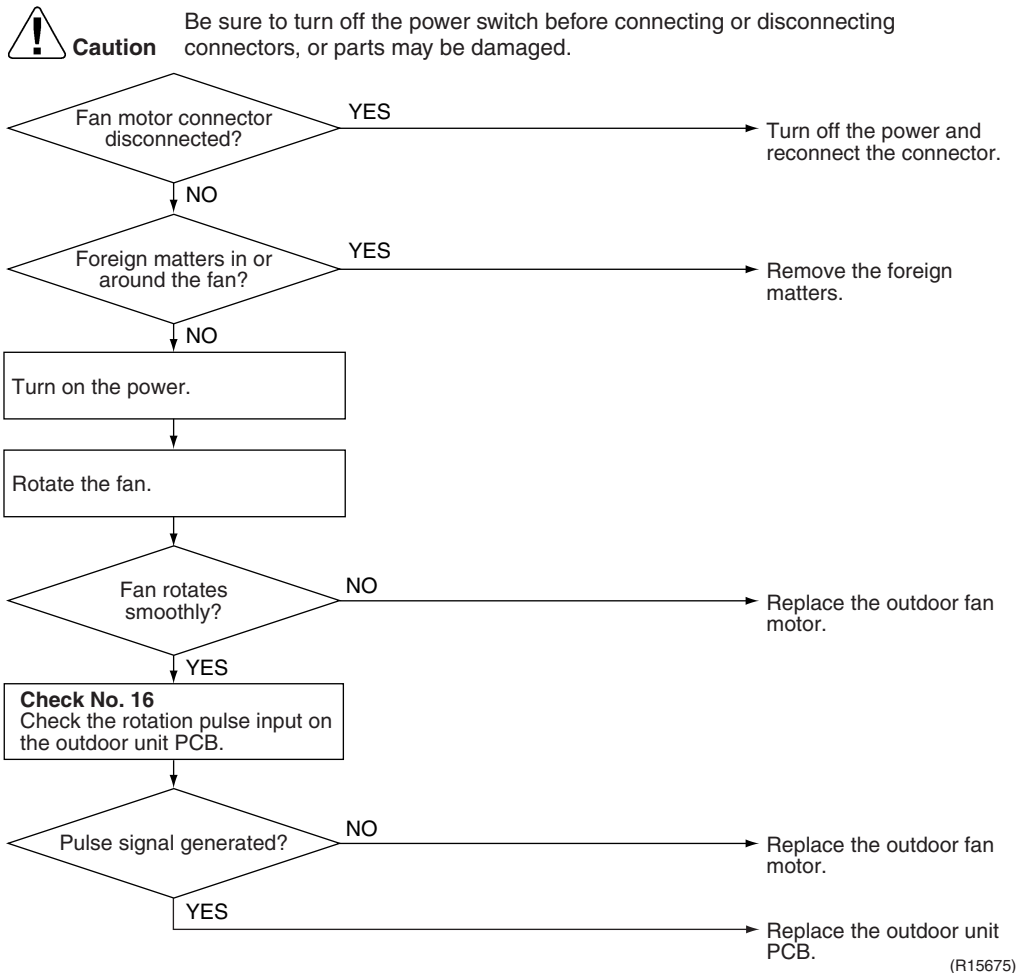 Caution
Be sure to turn off the power switch before connecting or disconnecting
connectors, or parts may be damaged.
Fan motor connector
disconnected?
YES
Turn off the power and
reconnect the connector.
NO
Foreign matters in or
around the fan?
YES
Remove the foreign
matters.
NO
Turn on the power.
Rotate the fan.
Fan rotates
smoothly?
NO
Replace the outdoor fan
motor.
YES
Check No. 16
Check the rotation pulse input on
the outdoor unit PCB.
Pulse signal generated?
NO
Replace the outdoor fan
motor.
YES
Replace the outdoor unit
PCB.
(R15675)